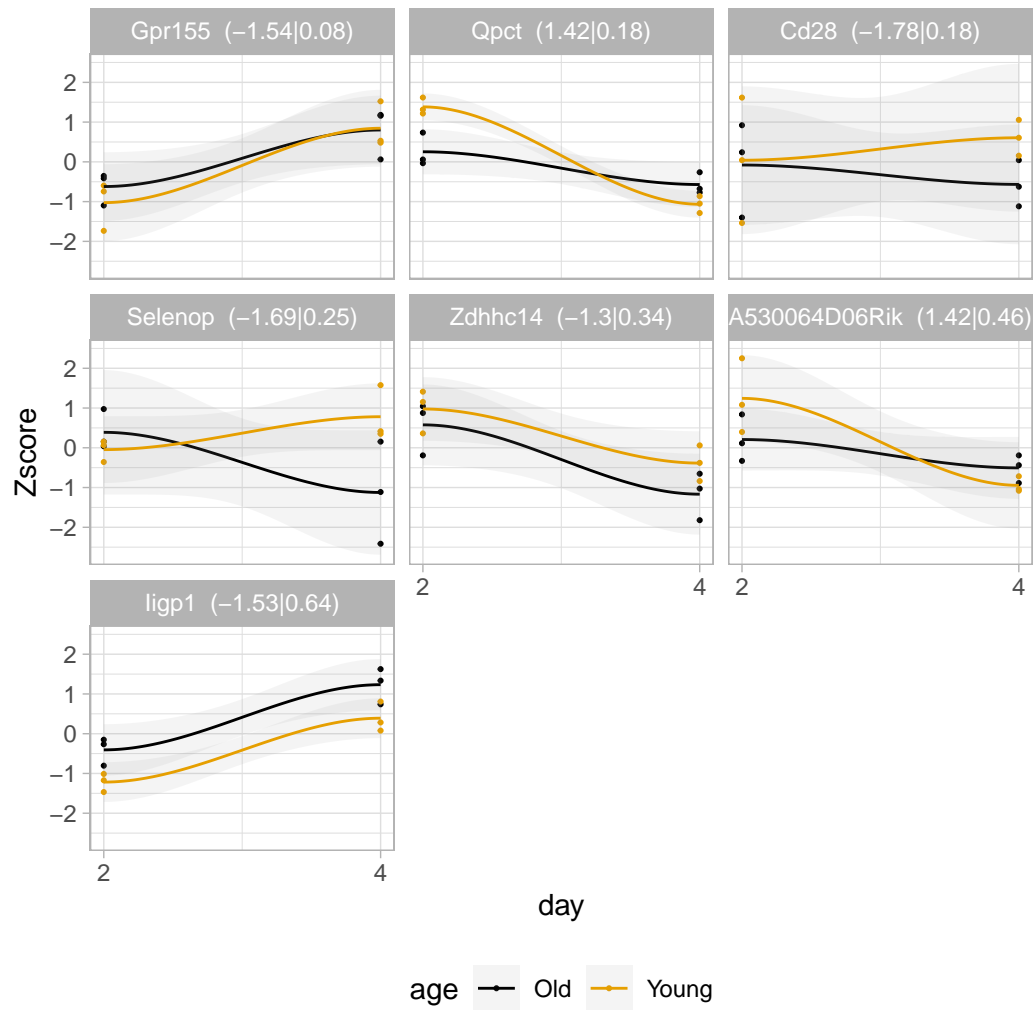 Gpr155 (−1.54|0.08)
Qpct (1.42|0.18)
Cd28 (−1.78|0.18)
2
1
0
−1
−2
Selenop (−1.69|0.25)
Zdhhc14 (−1.3|0.34)
A530064D06Rik (1.42|0.46)
2
1
0
−1
−2
2
4
2
4
Iigp1 (−1.53|0.64)
2
1
0
−1
−2
2
4
Zscore
day
age
Old
Young